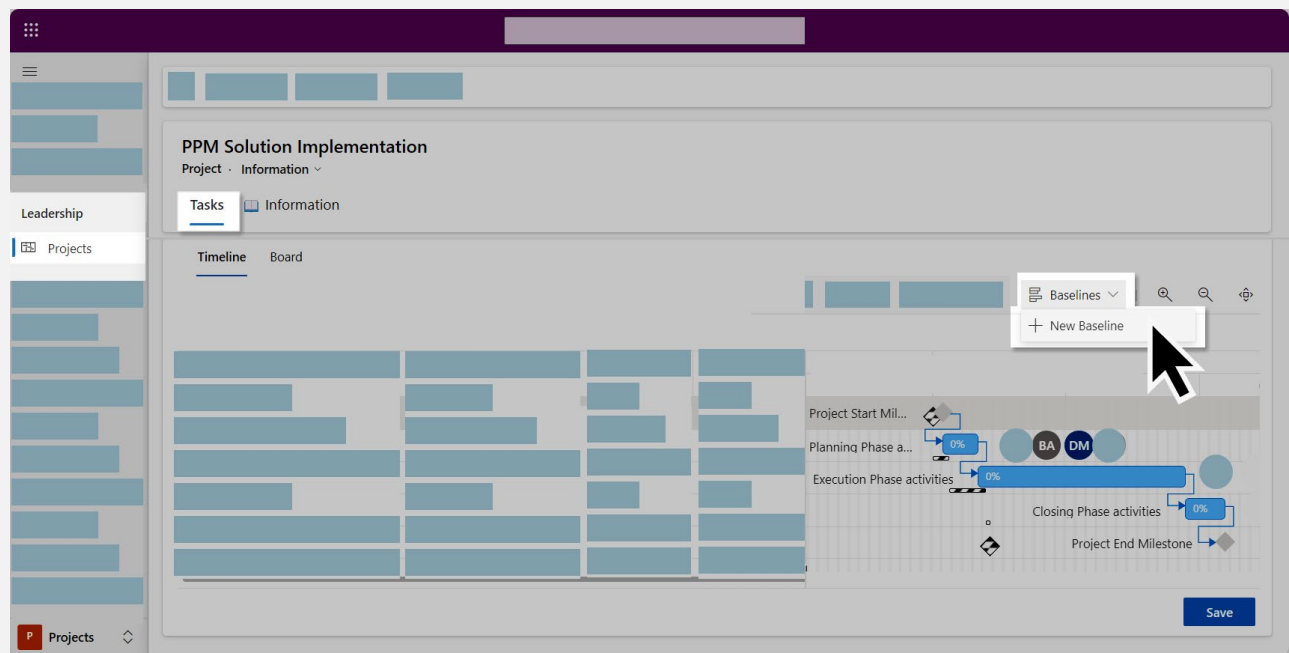 PPM Solution Implementation
Project · Information
Tasks Information
Leadership
Projects
Timeline Board
Baselines
+ New Baseline
Project Start Mil...
Planning Phase a... 0% BA DM
Execution Phase activities 0%
Closing Phase activities 0%
Project End Milestone
Save
P Projects